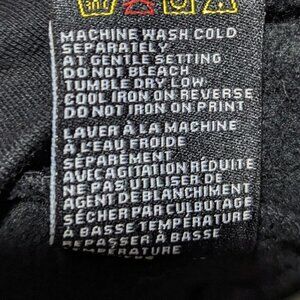 30C
MACHINE WASH COLD
SEPARATELY
AT GENTLE SETTING
DO NOT BLEACH
TUMBLE DRY LOW
COOL IRON ON REVERSE
DO NOT IRON ON PRINT
LAVER À LA MACHINE
À L'EAU FROIDE
SÉPARÉMENT
AVEC AGITATION RÉDUITE
NE PAS UTILISER DE
AGENT DE BLANCHIMENT
SÉCHER PAR CULBUTAGE
À BASSE TEMPÉRATURE
REPASSER À BASSE
TEMPÉRATURE